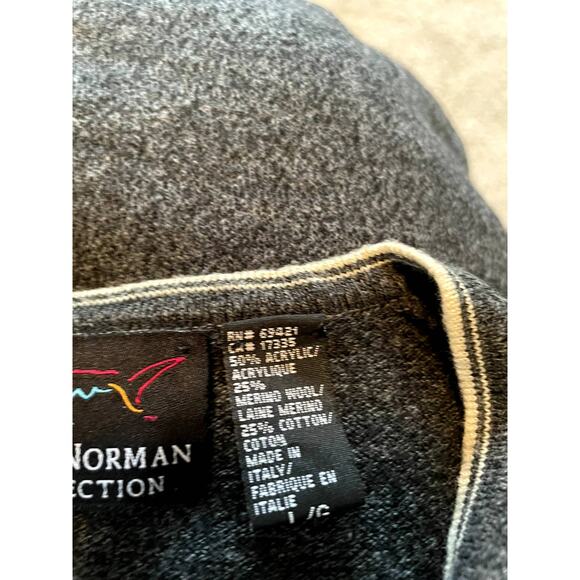 NORMAN
ECTION
RN# 69421
CA# 17335
50% ACRYLIC/
ACRYLIQUE
25%
MERINO WOOL/
LAINE MERINO
25% COTTON/
COTON
MADE IN
ITALY/
FABRIQUE EN
ITALIE
L/G